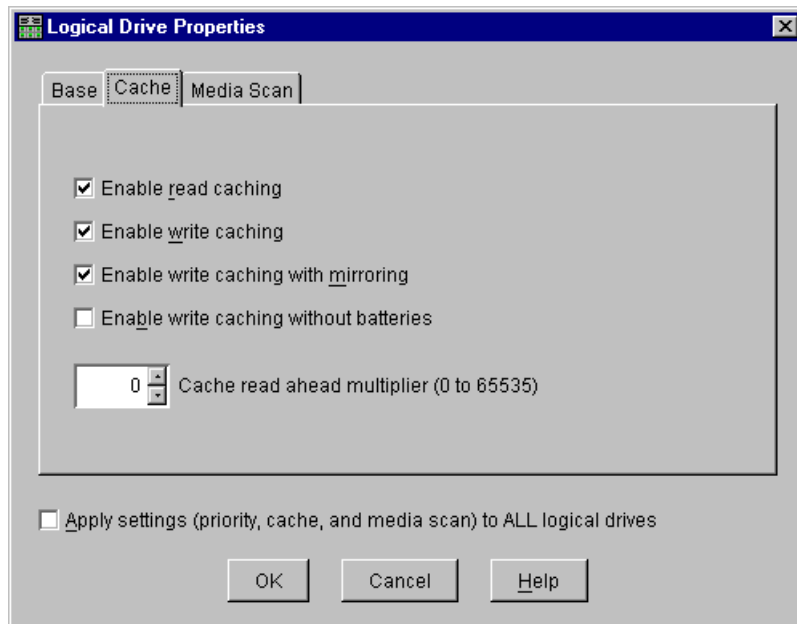 Logical Drive Properties
Base Cache Media Scan
Enable read caching
Enable write caching
Enable write caching with mirroring
Enable write caching without batteries
0 Cache read ahead multiplier (0 to 65535)
Apply settings (priority, cache, and media scan) to ALL logical drives
OK Cancel Help